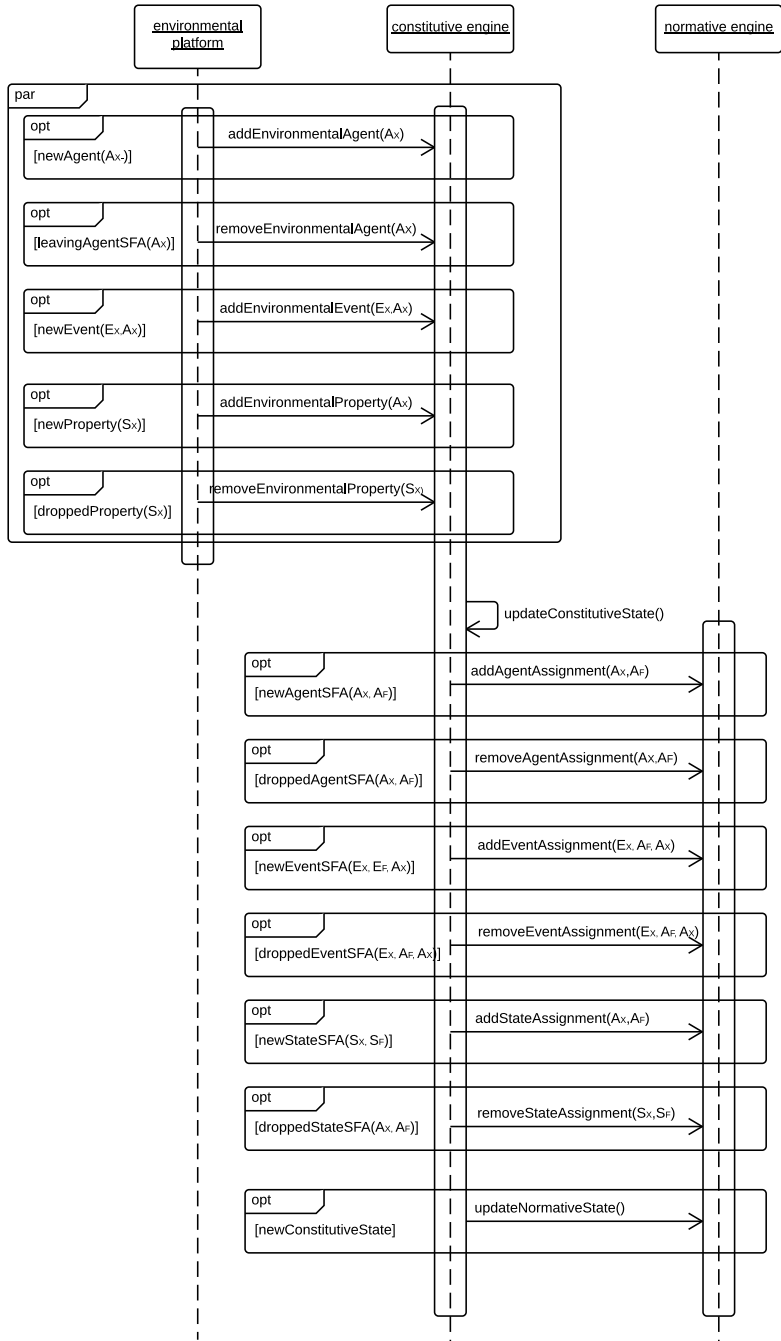 environmental
platform
constitutive engine
normative engine
par
opt
addEnvironmentalAgent(AX)
[newAgent(AX-)]
opt
removeEnvironmentalAgent(AX)
[leavingAgentSFA(AX)]
opt
addEnvironmentalEvent(EX,AX)
[newEvent(EX,AX)]
opt
addEnvironmentalProperty(AX)
[newProperty(SX)]
opt
removeEnvironmentalProperty(SX)
[droppedProperty(SX)]
updateConstitutiveState()
opt
addAgentAssignment(AX,AF)
[newAgentSFA(AX, AF)]
opt
removeAgentAssignment(AX,AF)
[droppedAgentSFA(AX, AF)]
opt
addEventAssignment(EX, AF, AX)
[newEventSFA(EX, EF, AX)]
opt
removeEventAssignment(EX, AF, AX)
[droppedEventSFA(EX, AF, AX)]
opt
addStateAssignment(AX,AF)
[newStateSFA(SX, SF)]
opt
removeStateAssignment(SX,SF)
[droppedStateSFA(AX, AF)]
opt
updateNormativeState()
[newConstitutiveState]